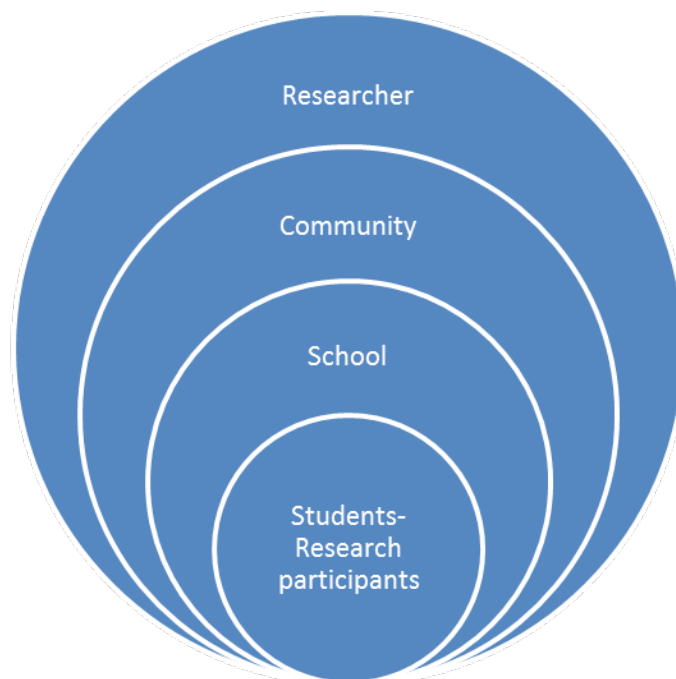 Researcher
Community
School
Students-
Research
participants